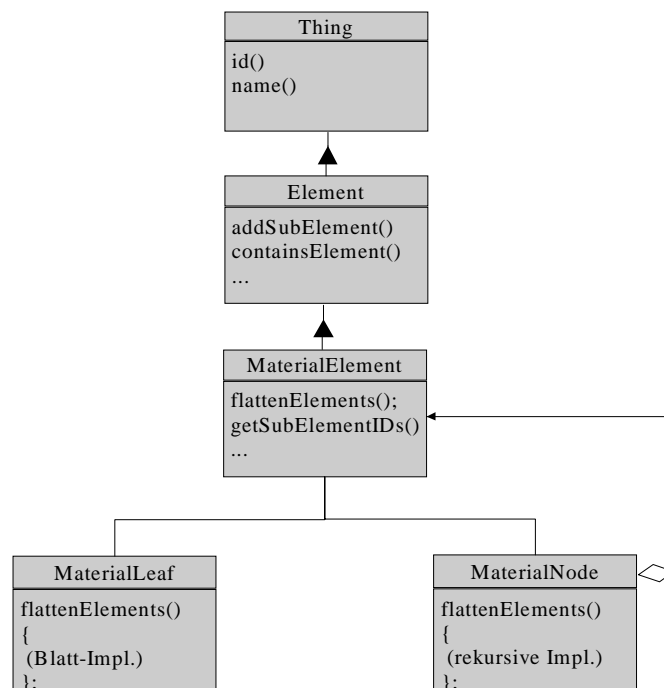 Thing
id()
name()
Element
addSubElement()
containsElement()
...
MaterialElement
flattenElements();
getSubElementIDs()
...
MaterialLeaf
flattenElements()
{
(Blatt-Impl.)
};
MaterialNode
flattenElements()
{
(rekursive Impl.)
};